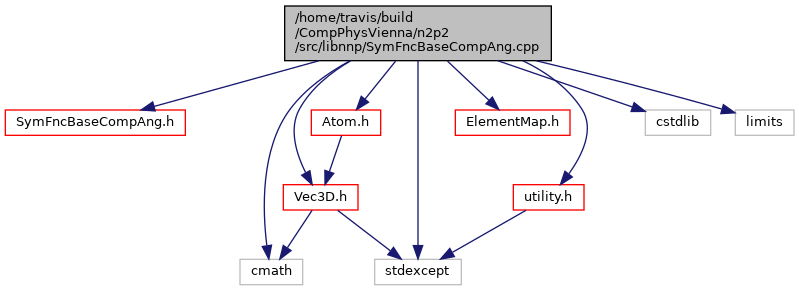 /home/travis/build
/CompPhysVienna/n2p2
/src/libnnp/SymFncBaseCompAng.cpp
SymFncBaseCompAng.h
Atom.h
ElementMap.h
cstdlib
limits
Vec3D.h
utility.h
cmath
stdexcept